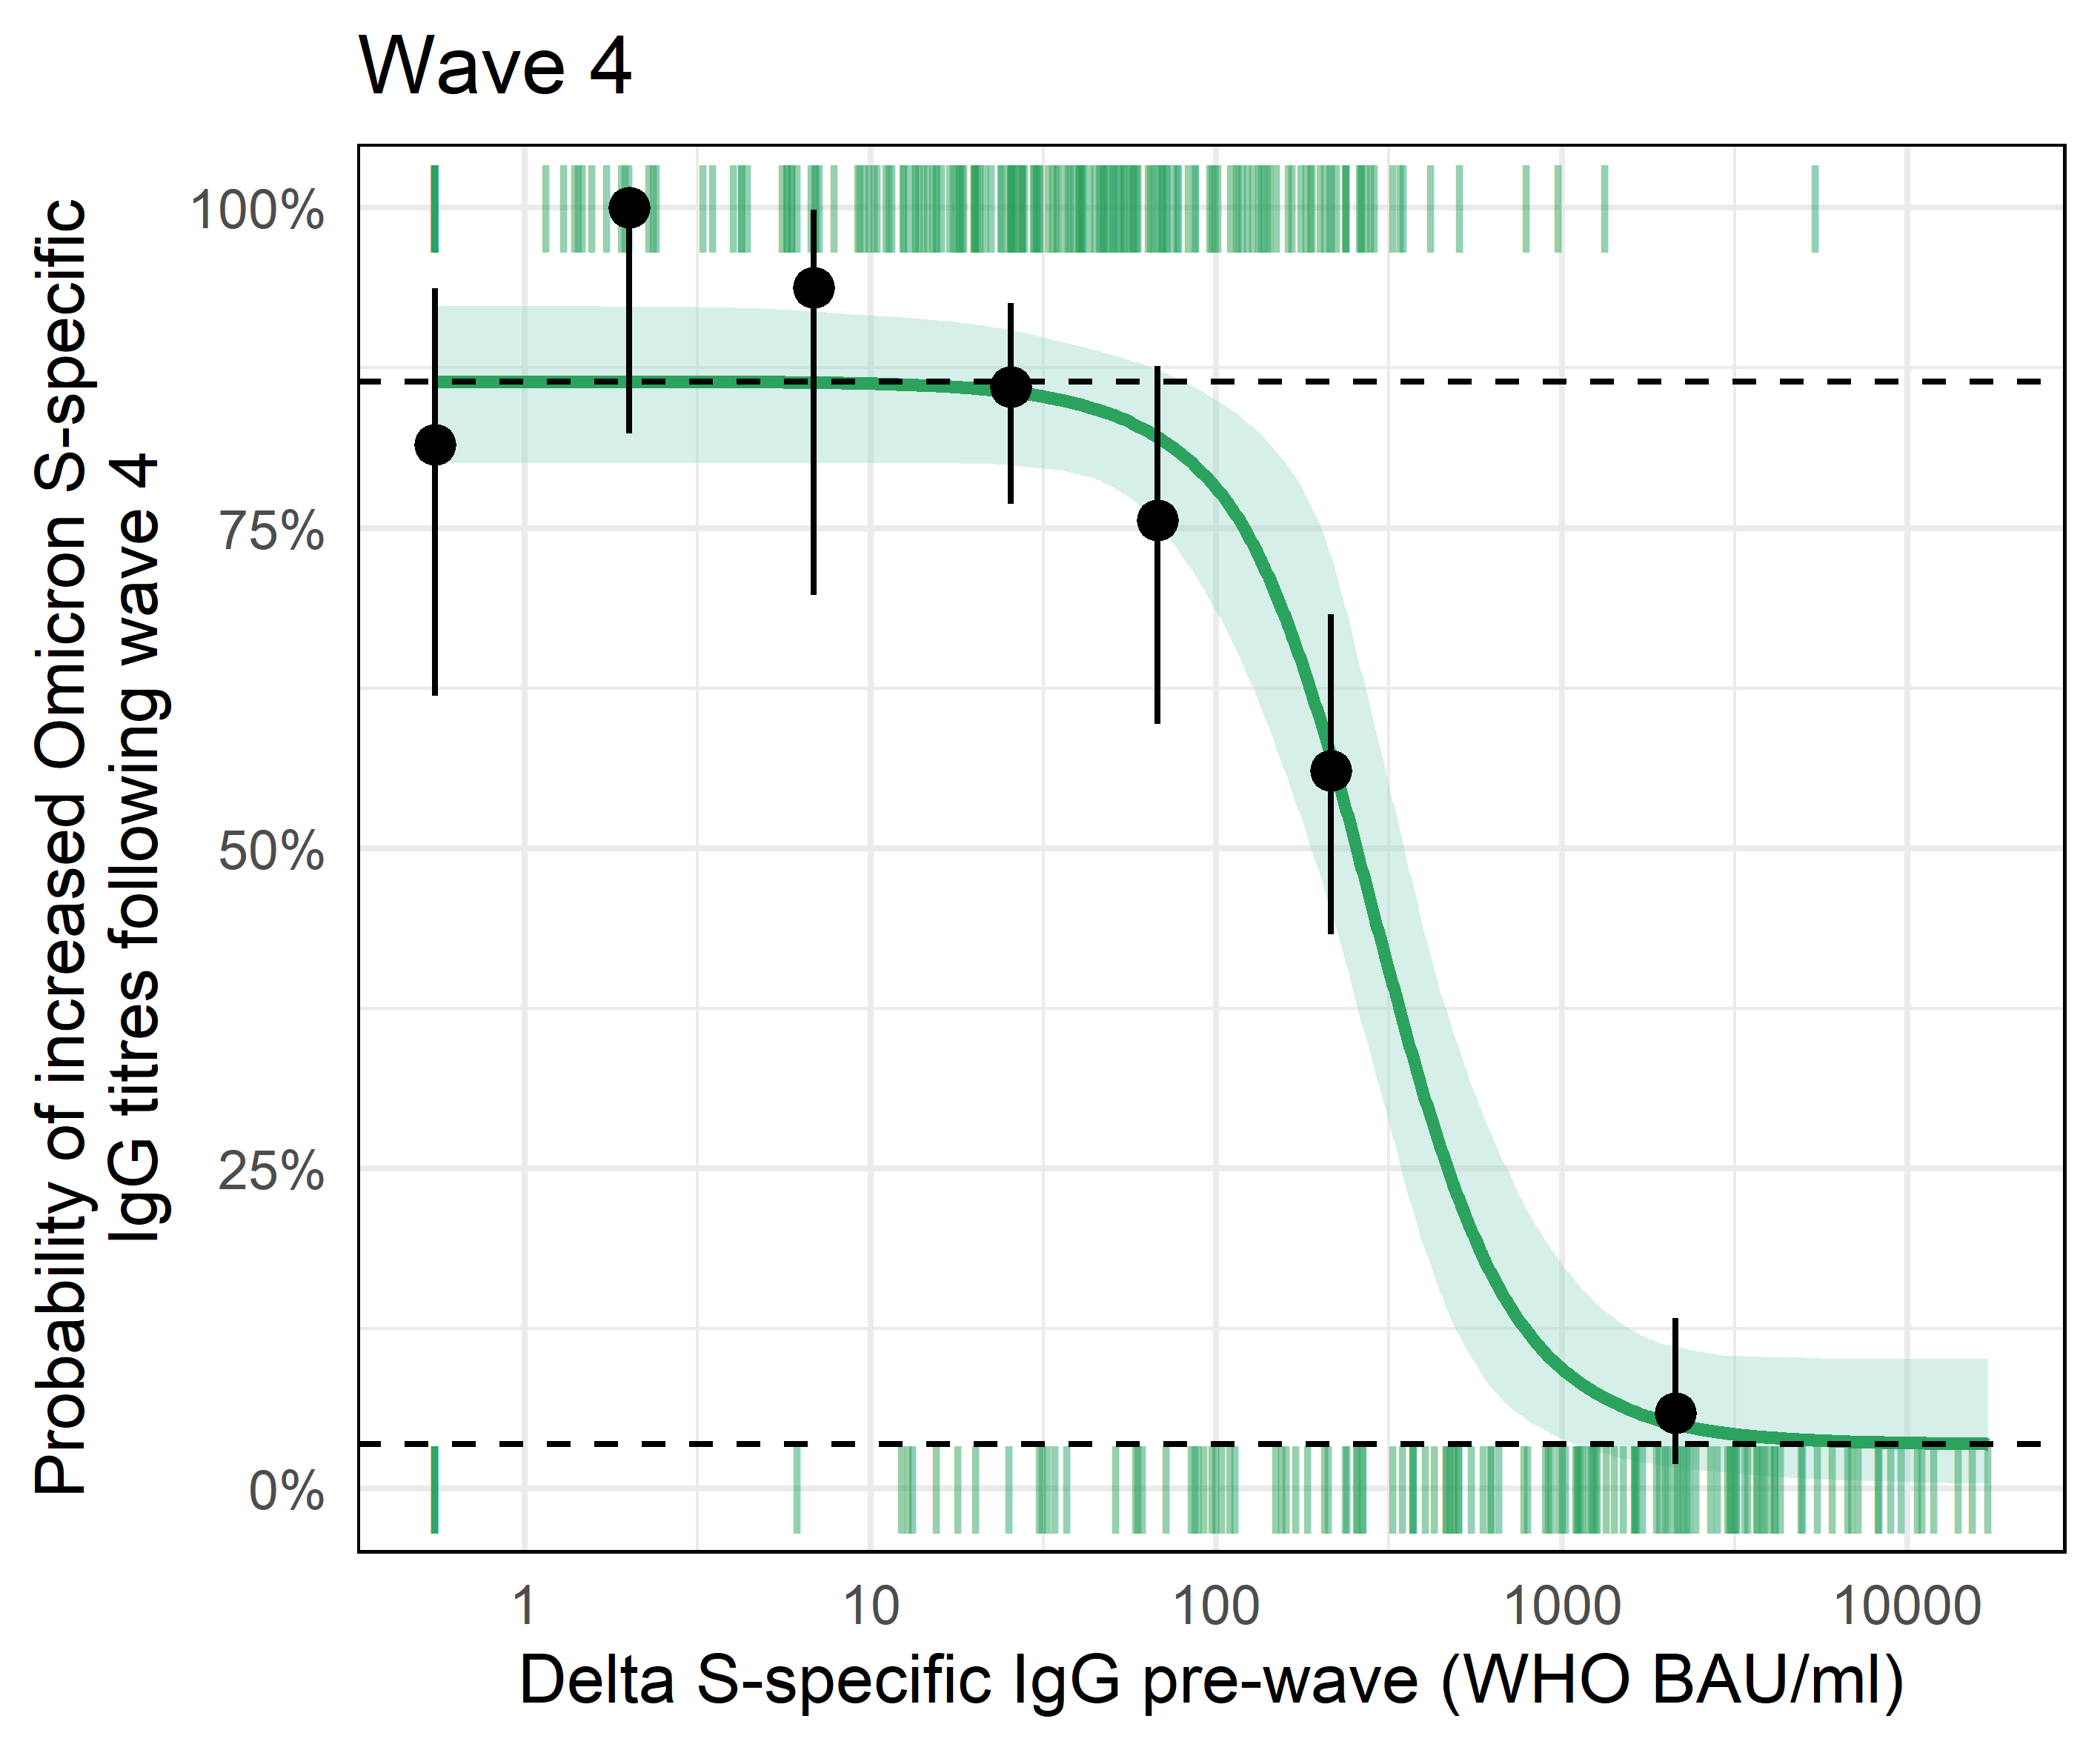 Wave 4
Probability of increased Omicron S-specific
IgG titres following wave 4
100%
75%
50%
25%
0%
1 10 100 1000 10000
Delta S-specific IgG pre-wave (WHO BAU/ml)